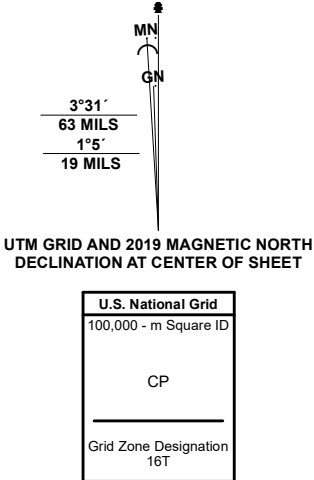 MN
GN
3°31´
63 MILS
1°5´
19 MILS
UTM GRID AND 2019 MAGNETIC NORTH
DECLINATION AT CENTER OF SHEET
U.S. National Grid
100,000 - m Square ID
CP
Grid Zone Designation
16T